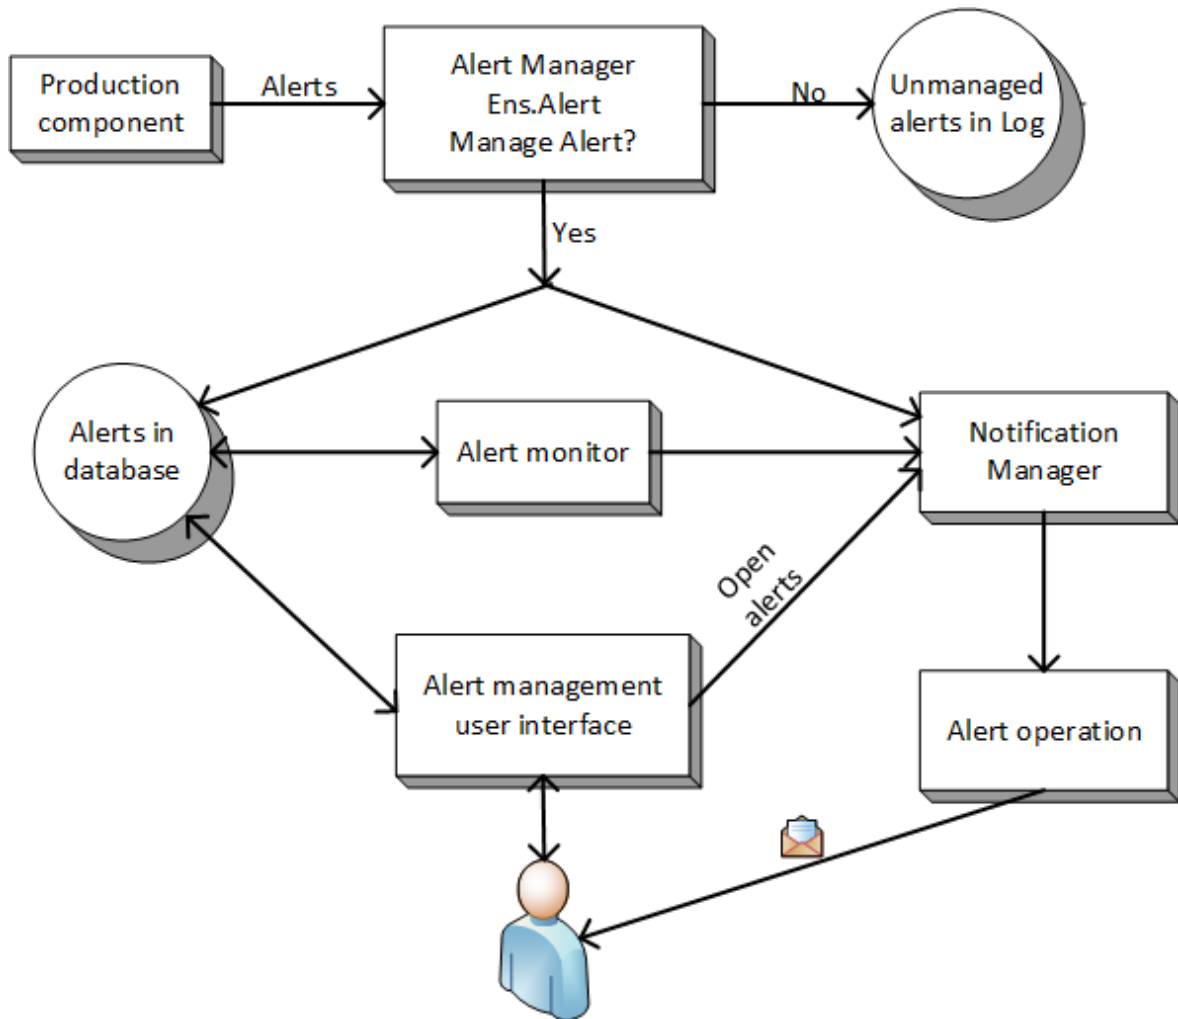 Production
component
Alerts
Alert Manager
Ens.Alert
Manage Alert?
No
Unmanaged
alerts in Log
Yes
Alerts in
database
Alert monitor
Notification
Manager
Open
alerts
Alert management
user interface
Alert operation